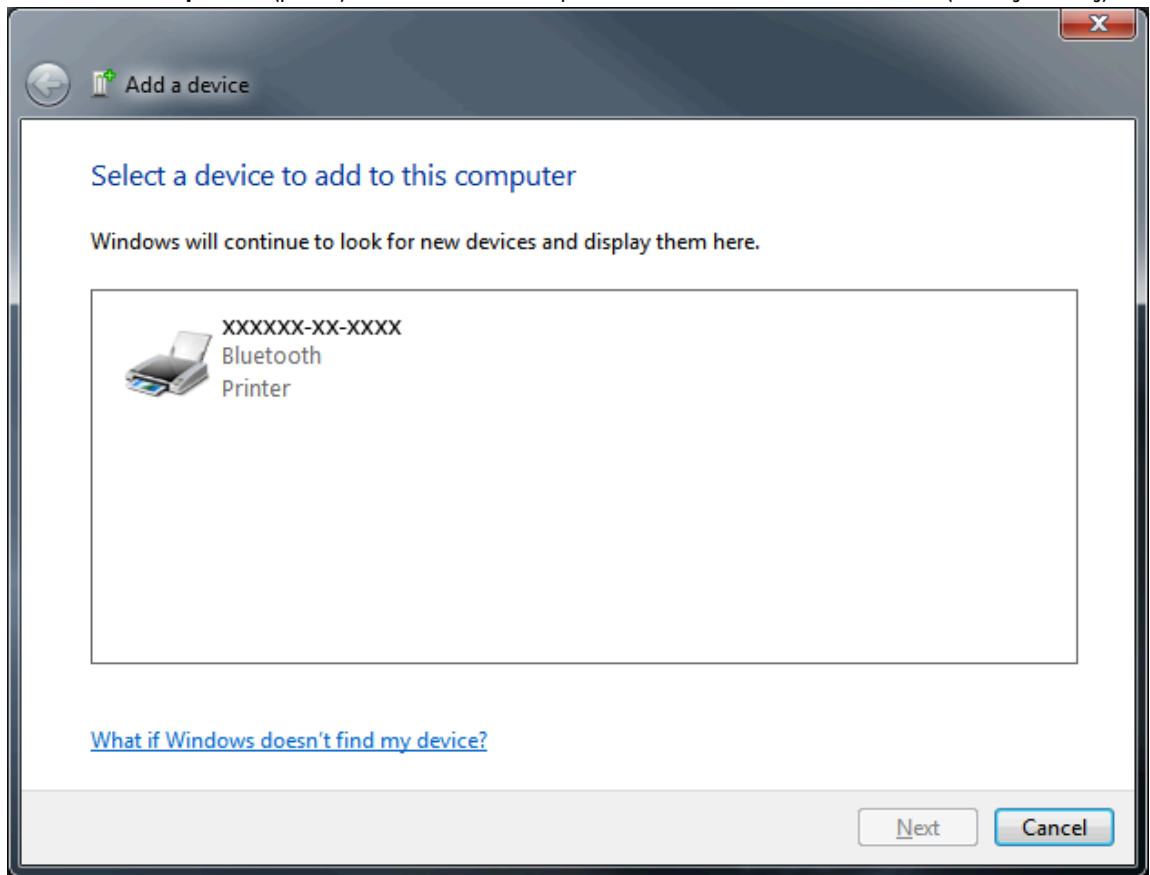 Add a device
Select a device to add to this computer
Windows will continue to look for new devices and display them here.
XXXXXX-XX-XXXX
Bluetooth
Printer
What if Windows doesn't find my device?
Next
Cancel